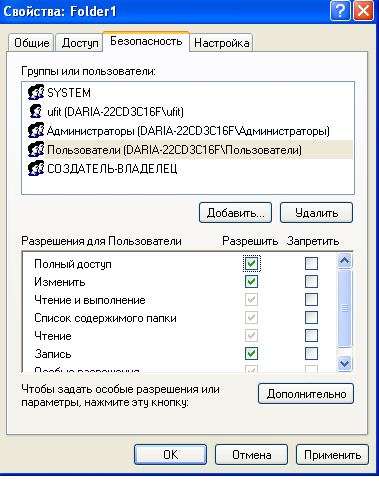 Свойства: Folder1
Общие Доступ Безопасность Настройка
Группы или пользователи:
SYSTEM
ufit (DARIA-22CD3C16F\ufit)
Администраторы (DARIA-22CD3C16F\Администраторы)
Пользователи (DARIA-22CD3C16F\Пользователи)
СОЗДАТЕЛЬ-ВЛАДЕЛЕЦ
Добавить... Удалить
Разрешения для Пользователи Разрешить Запретить
Полный доступ
Изменить
Чтение и выполнение
Список содержимого папки
Чтение
Запись
Особые разрешения
Чтобы задать особые разрешения или
параметры, нажмите эту кнопку: Дополнительно
OK Отмена Применить